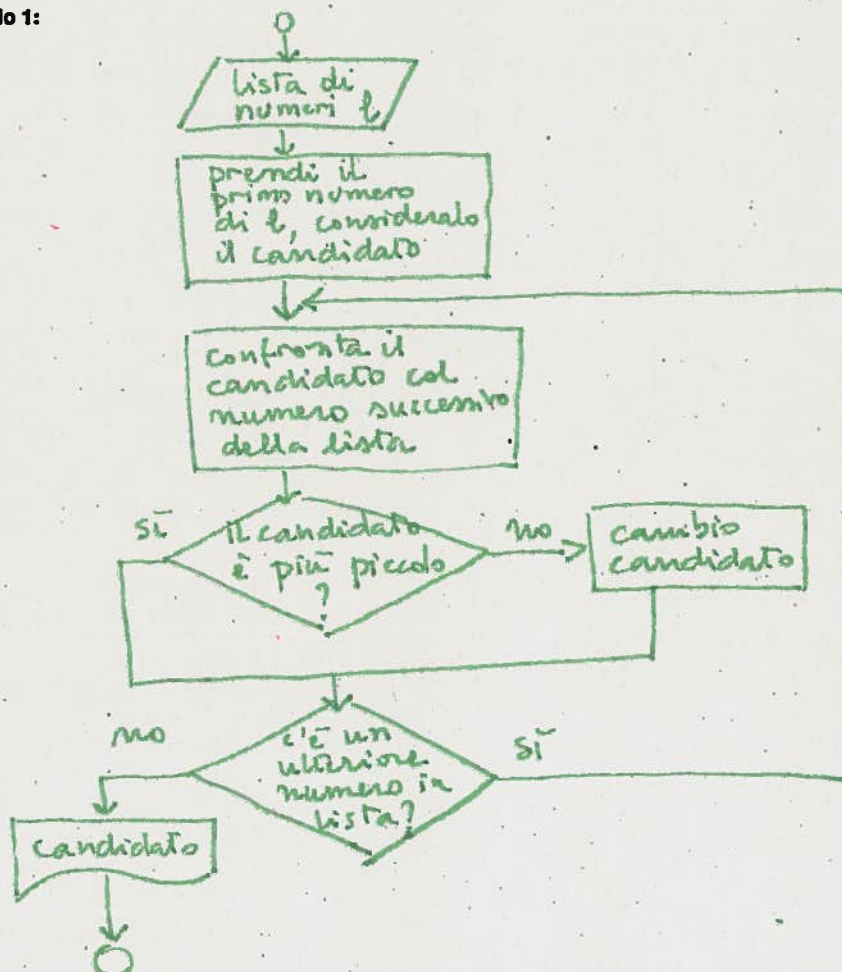 lo 1:
lista di
numeri l
prendi il
primo numero
di l, consideralo
il candidato
confronta il
candidato col
numero successivo
della lista
sì
il candidato
è più piccolo
?
no
cambio
candidato
no
c'è un
ulteriore
numero in
lista?
sì
candidato